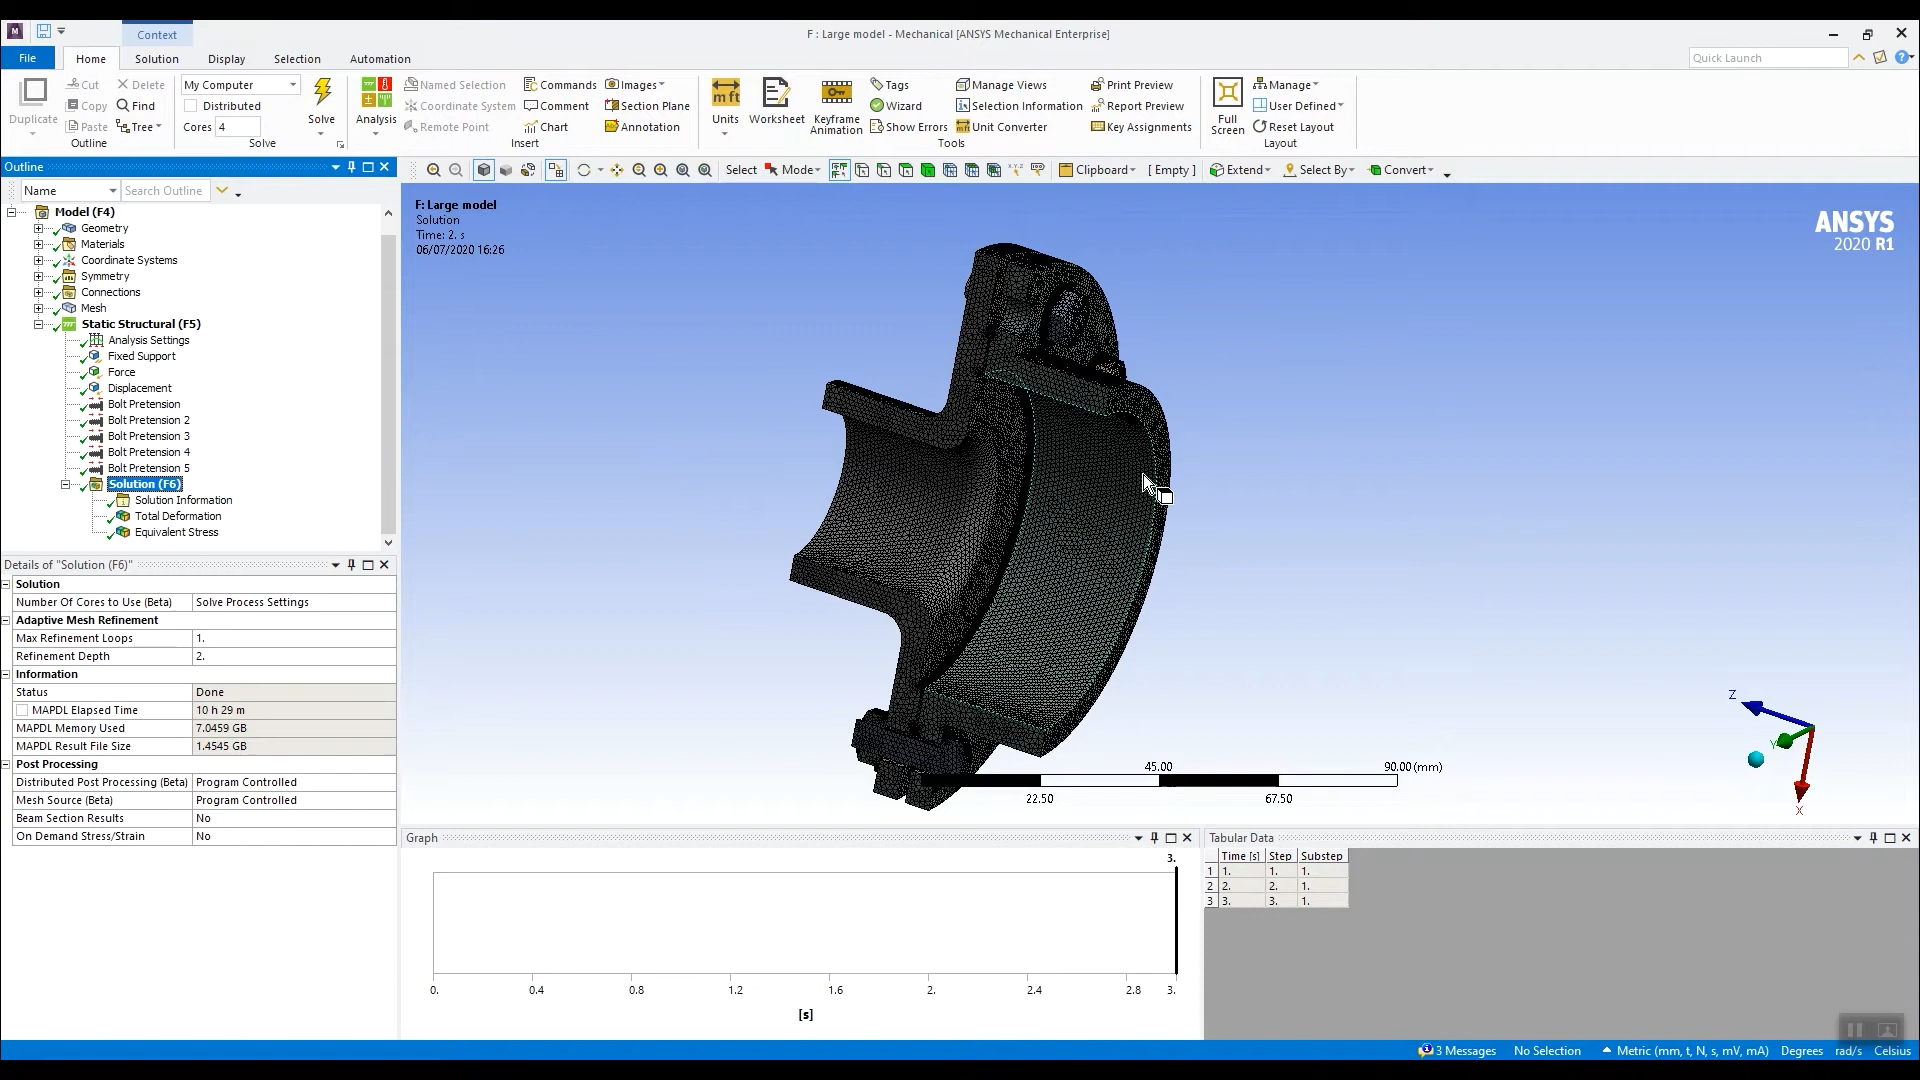 Context
F : Large model - Mechanical [ANSYS Mechanical Enterprise]
File Home Solution Display Selection Automation
Quick Launch
Duplicate Cut Copy Paste Delete Find Tree
Outline
My Computer
Distributed
Cores 4
Solve
Solve
Analysis
Named Selection
Coordinate System
Remote Point
Commands
Comment
Chart
Images
Section Plane
Annotation
Insert
Units
Worksheet
Keyframe
Animation
Tags
Wizard
Show Errors
Manage Views
Selection Information
Unit Converter
Print Preview
Report Preview
Key Assignments
Tools
Full
Screen
Manage
User Defined
Reset Layout
Layout
Outline
Select Mode Clipboard [ Empty ] Extend Select By Convert
Name Search Outline
Model (F4)
Geometry
Materials
Coordinate Systems
Symmetry
Connections
Mesh
Static Structural (F5)
Analysis Settings
Fixed Support
Force
Displacement
Bolt Pretension
Bolt Pretension 2
Bolt Pretension 3
Bolt Pretension 4
Bolt Pretension 5
Solution (F6)
Solution Information
Total Deformation
Equivalent Stress
Details of "Solution (F6)"
Solution
Number Of Cores to Use (Beta) Solve Process Settings
Adaptive Mesh Refinement
Max Refinement Loops 1.
Refinement Depth 2.
Information
Status Done
MAPDL Elapsed Time 10 h 29 m
MAPDL Memory Used 7.0459 GB
MAPDL Result File Size 1.4545 GB
Post Processing
Distributed Post Processing (Beta) Program Controlled
Mesh Source (Beta) Program Controlled
Beam Section Results No
On Demand Stress/Strain No
F: Large model
Solution
Time: 2. s
06/07/2020 16:26
ANSYS
2020 R1
Z
Y
X
45.00 90.00 (mm)
22.50 67.50
Graph
3.
0. 0.4 0.8 1.2 1.6 2. 2.4 2.8 3.
[s]
Tabular Data
Time [s] Step Substep
1 1. 1. 1.
2 2. 2. 1.
3 3. 3. 1.
3 Messages No Selection Metric (mm, t, N, s, mV, mA) Degrees rad/s Celsius